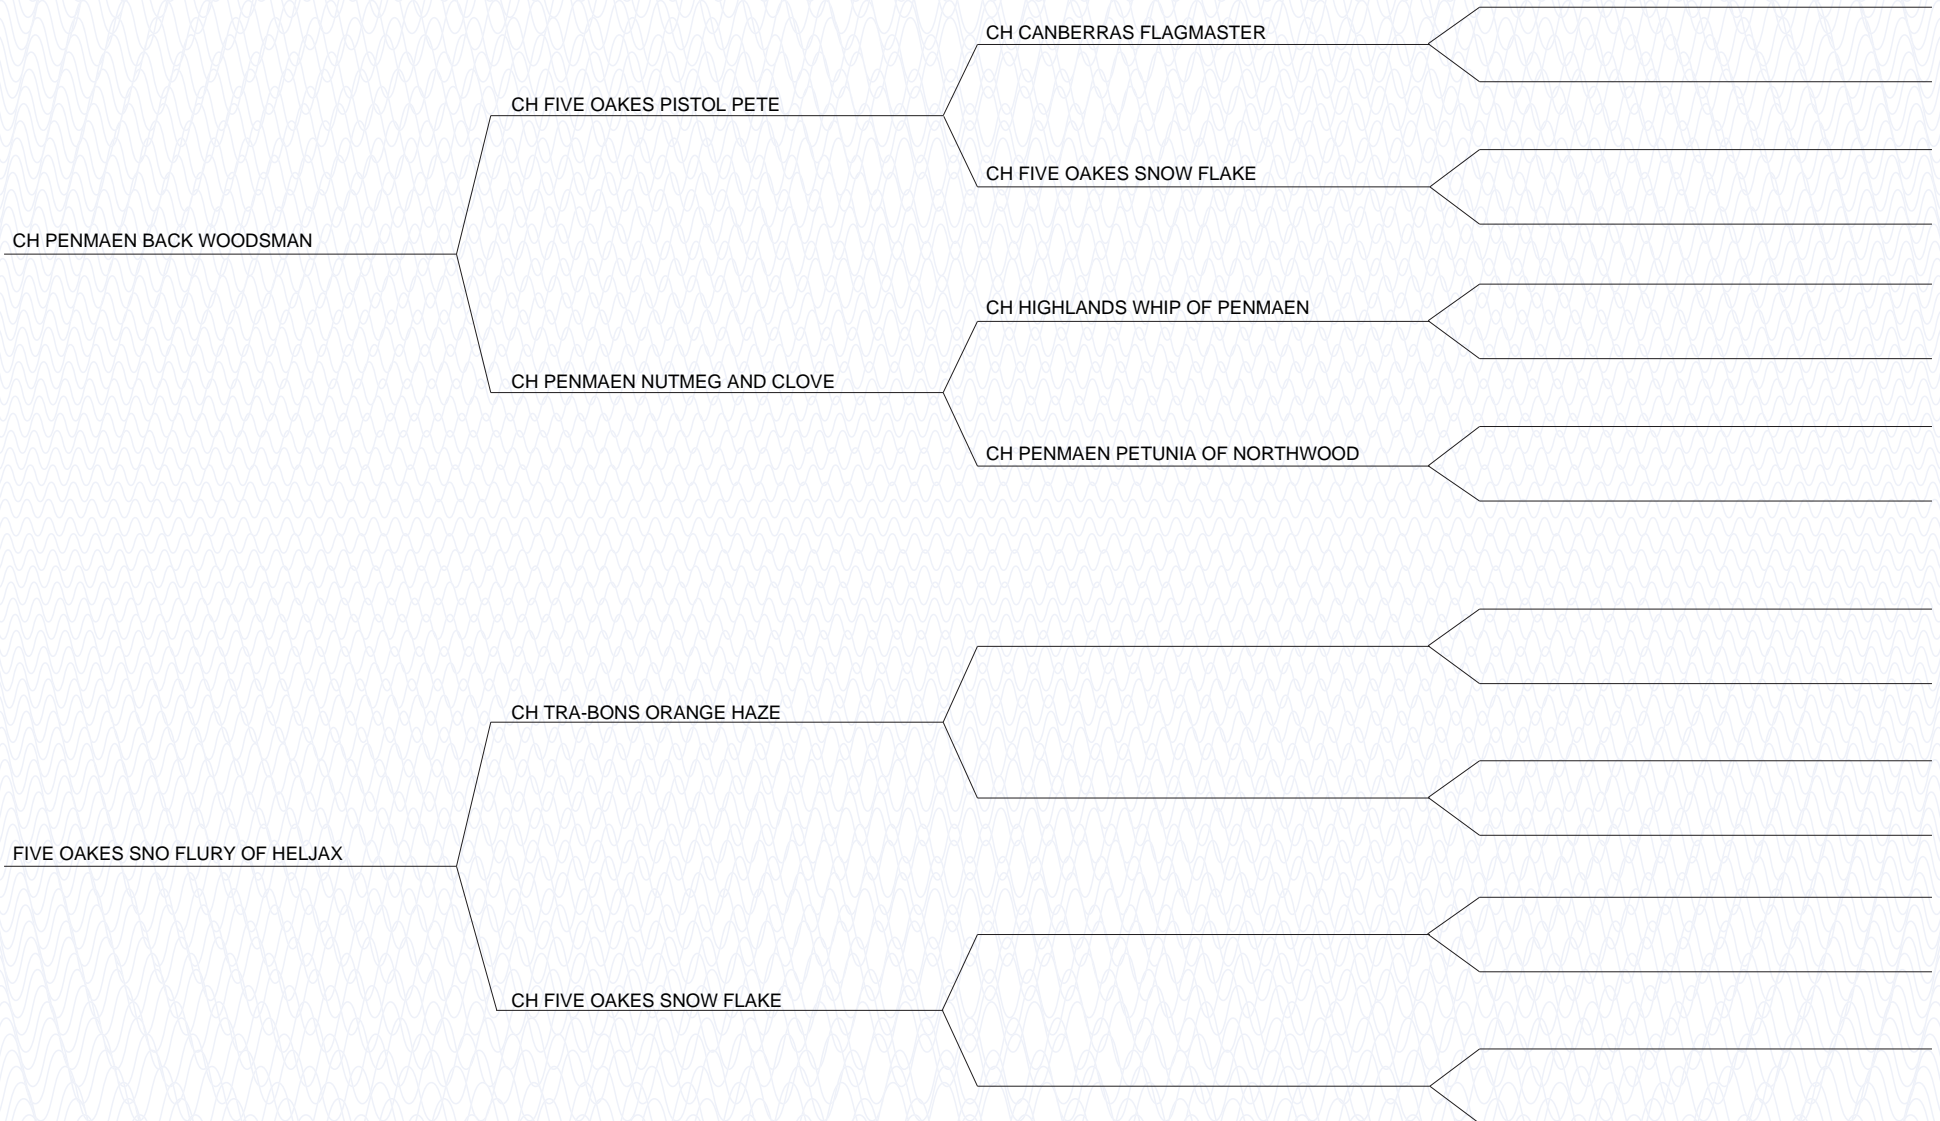 CH CANBERRAS FLAGMASTER
CH FIVE OAKES PISTOL PETE
CH FIVE OAKES SNOW FLAKE
CH PENMAEN BACK WOODSMAN
CH HIGHLANDS WHIP OF PENMAEN
CH PENMAEN NUTMEG AND CLOVE
CH PENMAEN PETUNIA OF NORTHWOOD
CH TRA-BONS ORANGE HAZE
FIVE OAKES SNO FLURY OF HELJAX
CH FIVE OAKES SNOW FLAKE